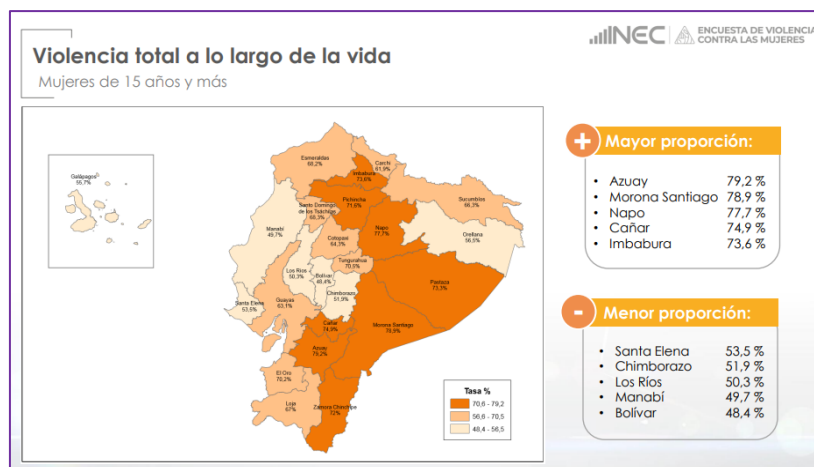 INEC
ENCUESTA DE VIOLENCIA
CONTRA LAS MUJERES
Violencia total a lo largo de la vida
Mujeres de 15 años y más
Galápagos
55,7%
Esmeraldas
68,2%
Carchi
61,9%
Imbabura
73,6%
Pichincha
71,6%
Sucumbíos
66,3%
Santo Domingo
de los Tsáchilas
60,3%
Manabí
49,7%
Napo
77,7%
Orellana
56,5%
Cotopaxi
64,3%
Tungurahua
70,5%
Los Ríos
50,3%
Bolívar
48,4%
Pastaza
73,3%
Chimborazo
51,9%
Santa Elena
53,5%
Guayas
63,1%
Cañar
74,9%
Morona Santiago
78,9%
Azuay
79,2%
El Oro
70,2%
Loja
67%
Zamora Chinchipe
73%
Tasa %
70,6 - 79,2
56,6 - 70,5
48,4 - 56,5
+ Mayor proporción:
• Azuay 79,2 %
• Morona Santiago 78,9 %
• Napo 77,7 %
• Cañar 74,9 %
• Imbabura 73,6 %
- Menor proporción:
• Santa Elena 53,5 %
• Chimborazo 51,9 %
• Los Ríos 50,3 %
• Manabí 49,7 %
• Bolívar 48,4 %